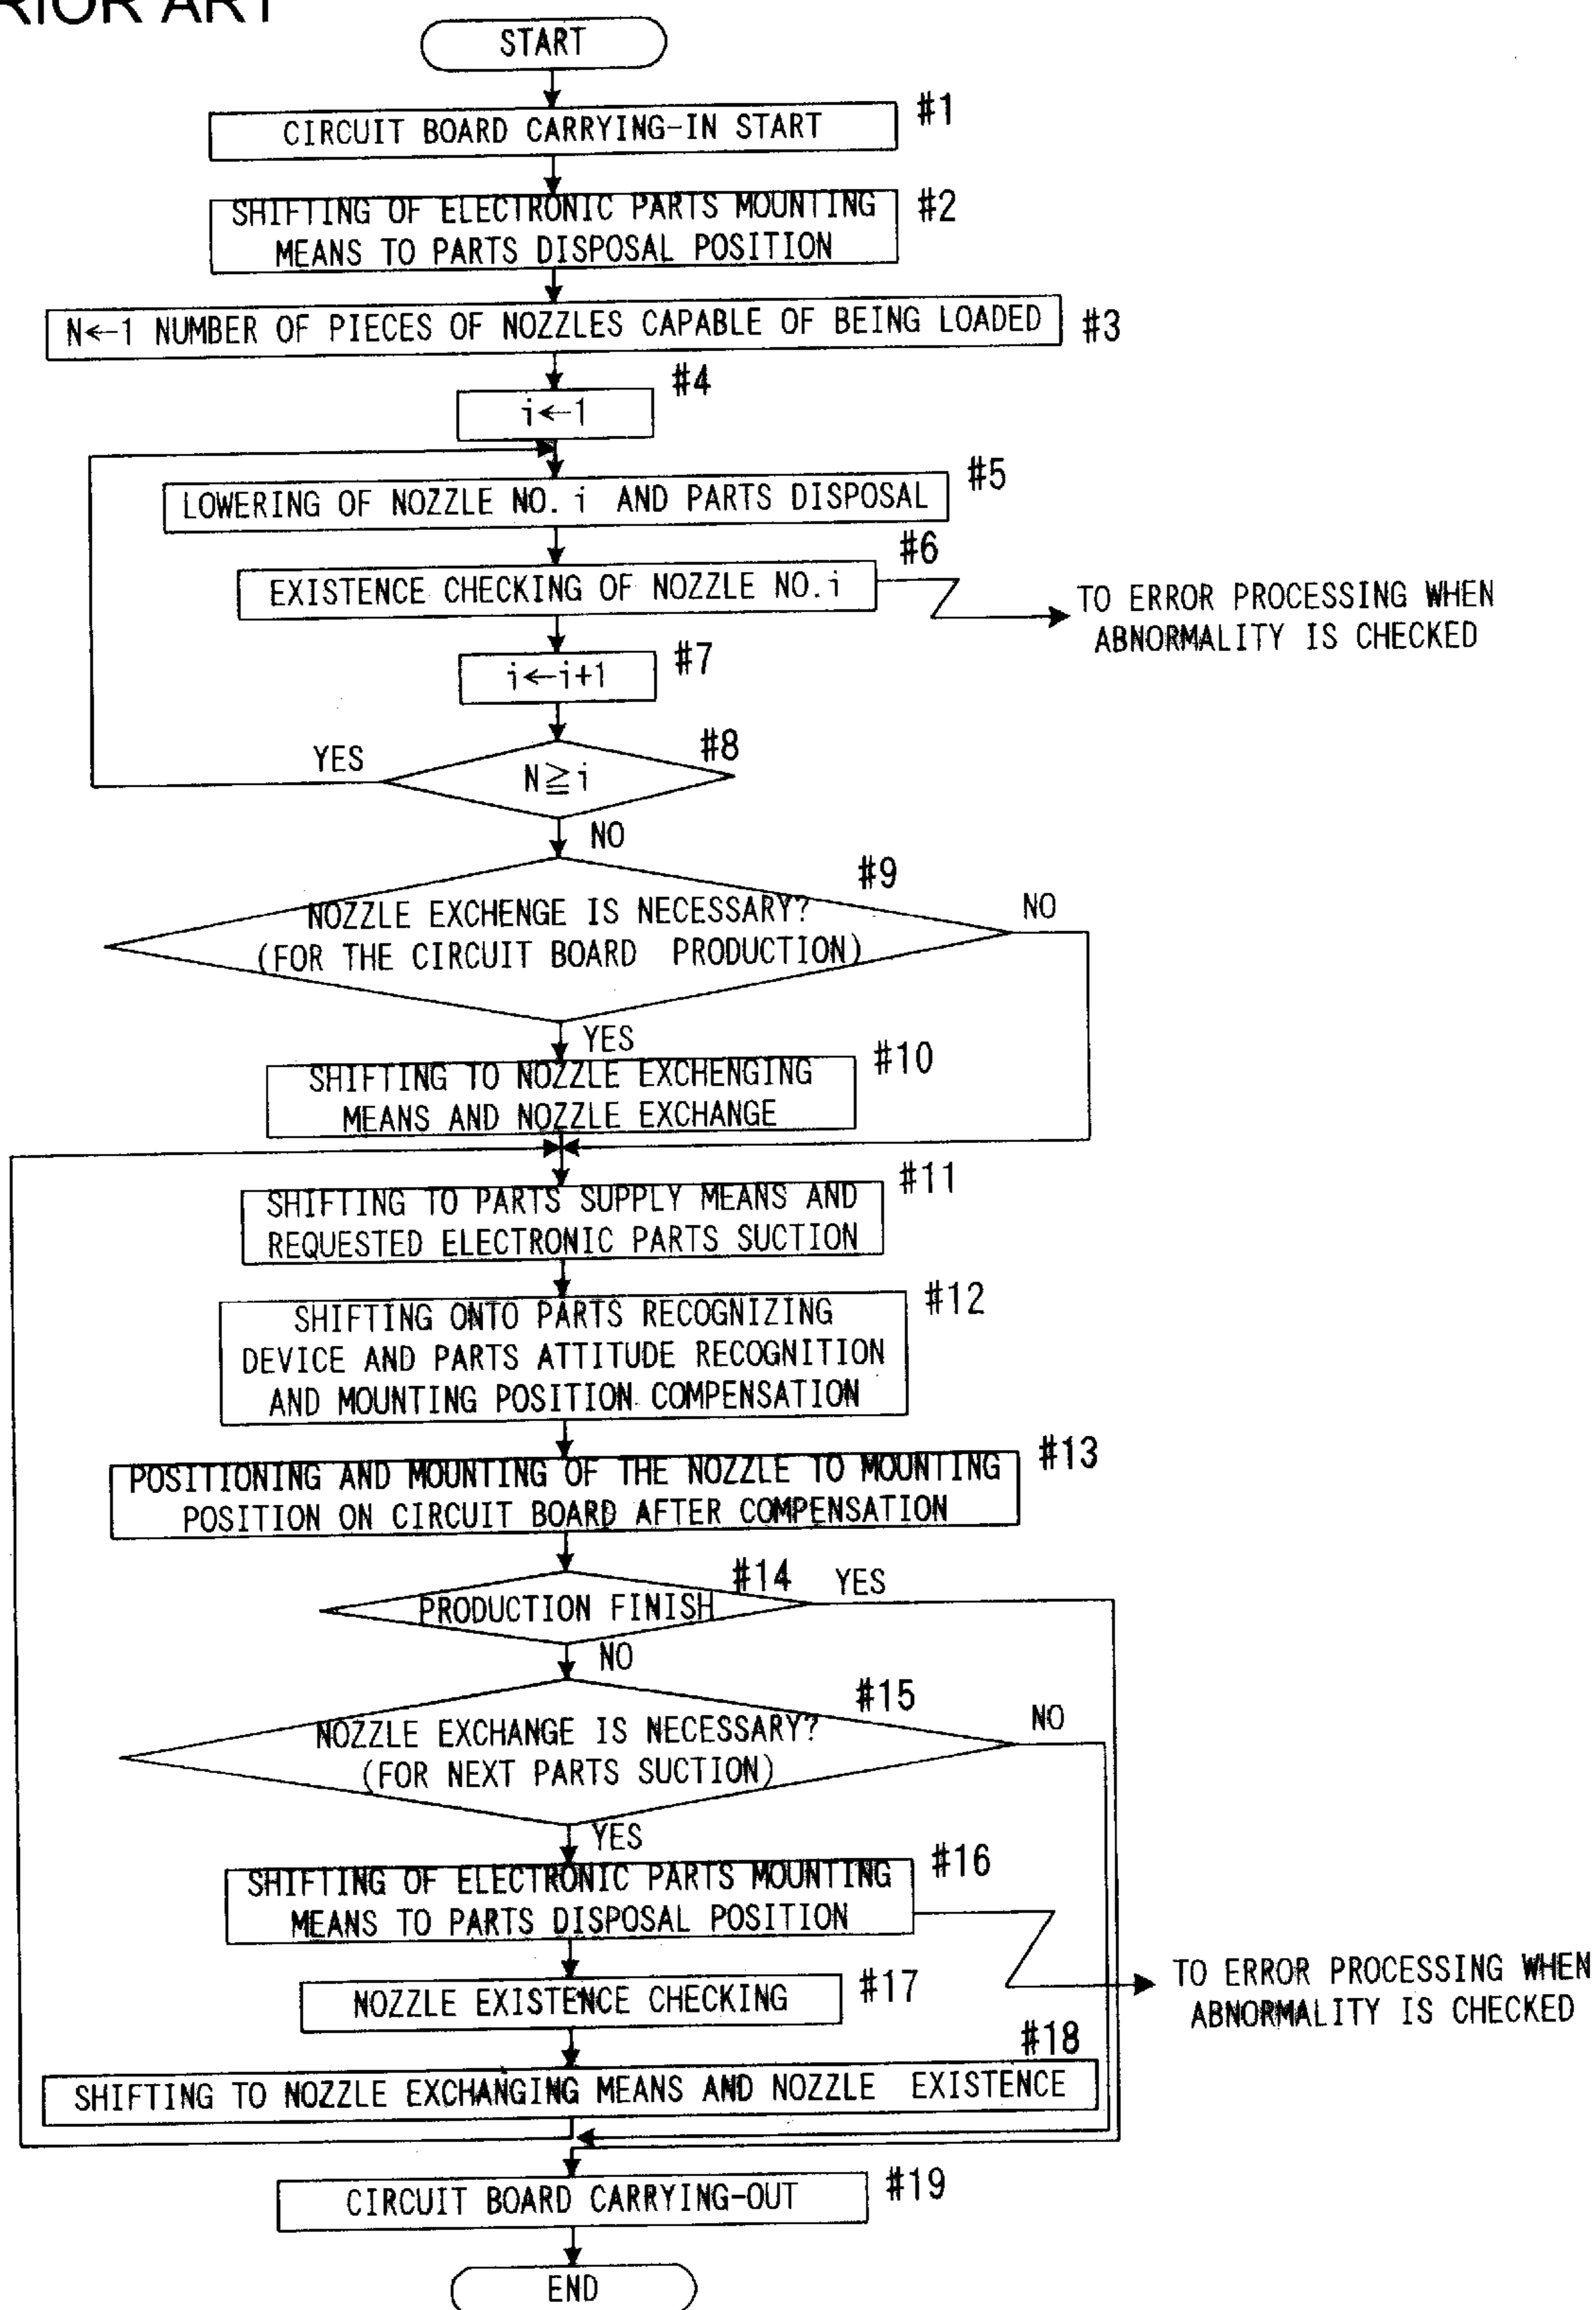 RIOR ART
START
CIRCUIT BOARD CARRYING-IN START
#1
SHIFTING OF ELECTRONIC PARTS MOUNTING
MEANS TO PARTS DISPOSAL POSITION
#2
N←1 NUMBER OF PIECES OF NOZZLES CAPABLE OF BEING LOADED
#3
#4
i←1
#5
LOWERING OF NOZZLE NO. i AND PARTS DISPOSAL
#6
EXISTENCE CHECKING OF NOZZLE NO.i
TO ERROR PROCESSING WHEN
ABNORMALITY IS CHECKED
#7
i←i+1
#8
YES
N≧i
NO
#9
NOZZLE EXCHENGE IS NECESSARY?
(FOR THE CIRCUIT BOARD PRODUCTION)
NO
YES
#10
SHIFTING TO NOZZLE EXCHENGING
MEANS AND NOZZLE EXCHANGE
#11
SHIFTING TO PARTS SUPPLY MEANS AND
REQUESTED ELECTRONIC PARTS SUCTION
#12
SHIFTING ONTO PARTS RECOGNIZING
DEVICE AND PARTS ATTITUDE RECOGNITION
AND MOUNTING POSITION COMPENSATION
#13
POSITIONING AND MOUNTING OF THE NOZZLE TO MOUNTING
POSITION ON CIRCUIT BOARD AFTER COMPENSATION
#14
YES
PRODUCTION FINISH
NO
#15
NOZZLE EXCHANGE IS NECESSARY?
(FOR NEXT PARTS SUCTION)
NO
YES
#16
SHIFTING OF ELECTRONIC PARTS MOUNTING
MEANS TO PARTS DISPOSAL POSITION
TO ERROR PROCESSING WHEN
ABNORMALITY IS CHECKED
#17
NOZZLE EXISTENCE CHECKING
#18
SHIFTING TO NOZZLE EXCHANGING MEANS AND NOZZLE EXISTENCE
#19
CIRCUIT BOARD CARRYING-OUT
END